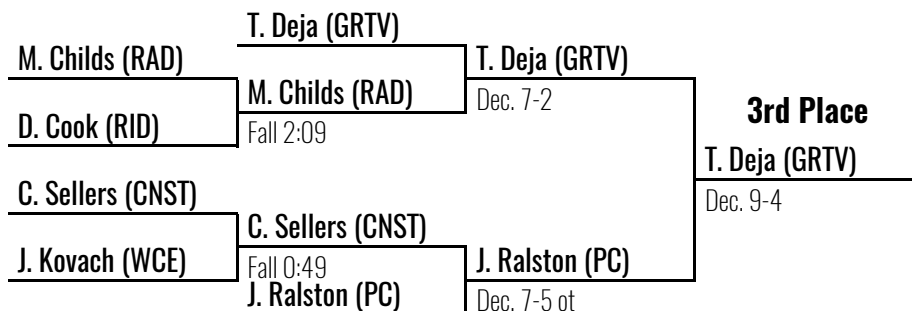 T. Deja (GRTV)
M. Childs (RAD)
T. Deja (GRTV)
M. Childs (RAD)
Dec. 7-2
3rd Place
D. Cook (RID)
Fall 2:09
T. Deja (GRTV)
C. Sellers (CNST)
Dec. 9-4
C. Sellers (CNST)
J. Kovach (WCE)
J. Ralston (PC)
Fall 0:49
J. Ralston (PC)
Dec. 7-5 ot